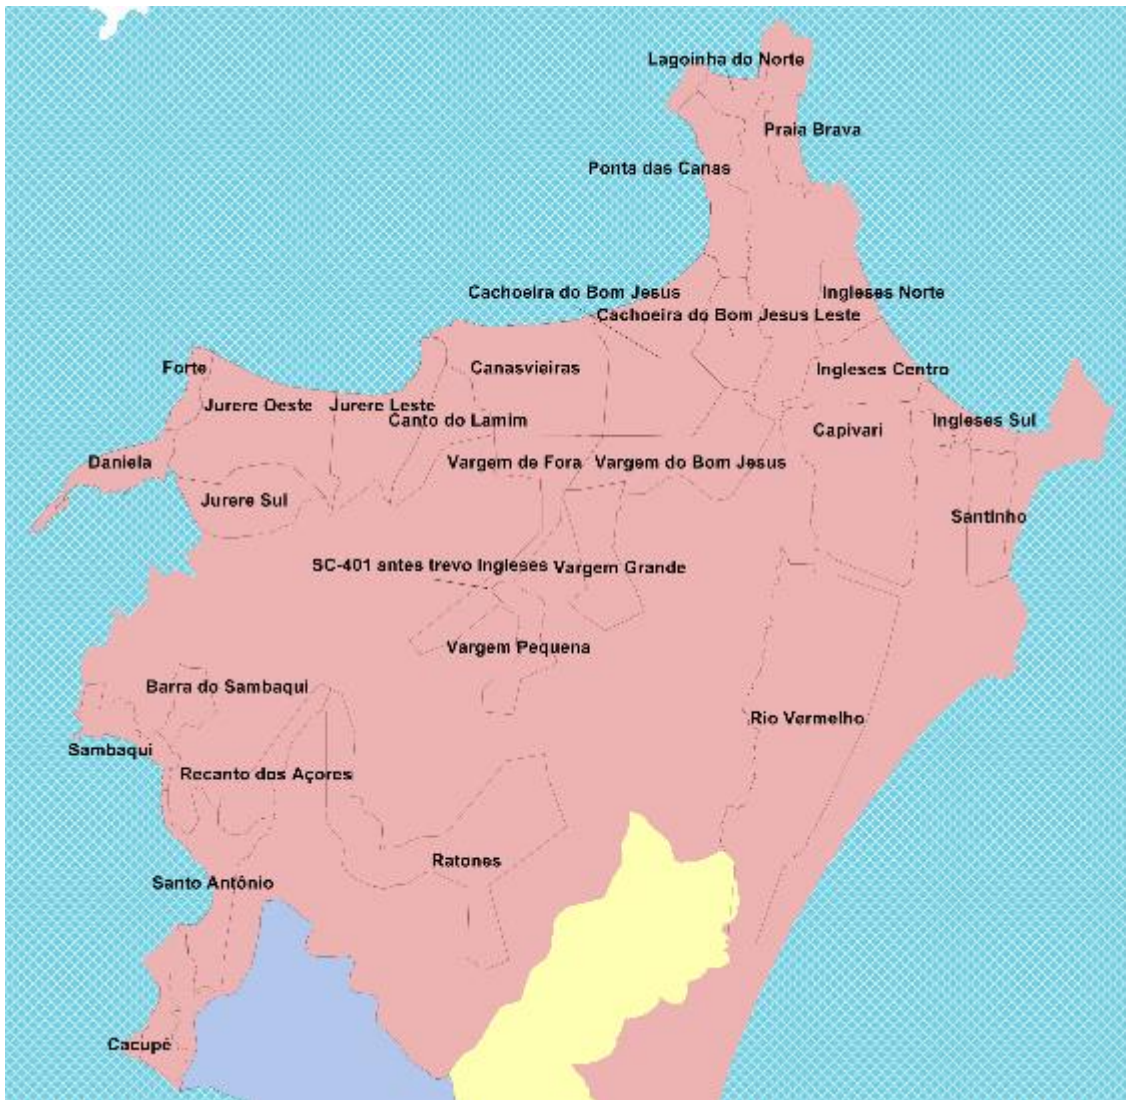 Lagoinha do Norte
Praia Brava
Ponta das Canas
Cachoeira do Bom Jesus
Ingleses Norte
Cachoeira do Bom Jesus Leste
Forte
Canasvieiras
Ingleses Centro
Jurere Oeste
Jurere Leste
Canto do Lamim
Ingleses Sul
Capivari
Daniela
Vargem de Fora
Vargem do Bom Jesus
Jurere Sul
Santinho
SC-401 antes trevo Ingleses
Vargem Grande
Vargem Pequena
Barra do Sambaqui
Rio Vermelho
Sambaqui
Recanto dos Açores
Ratones
Santo Antônio
Cacupé